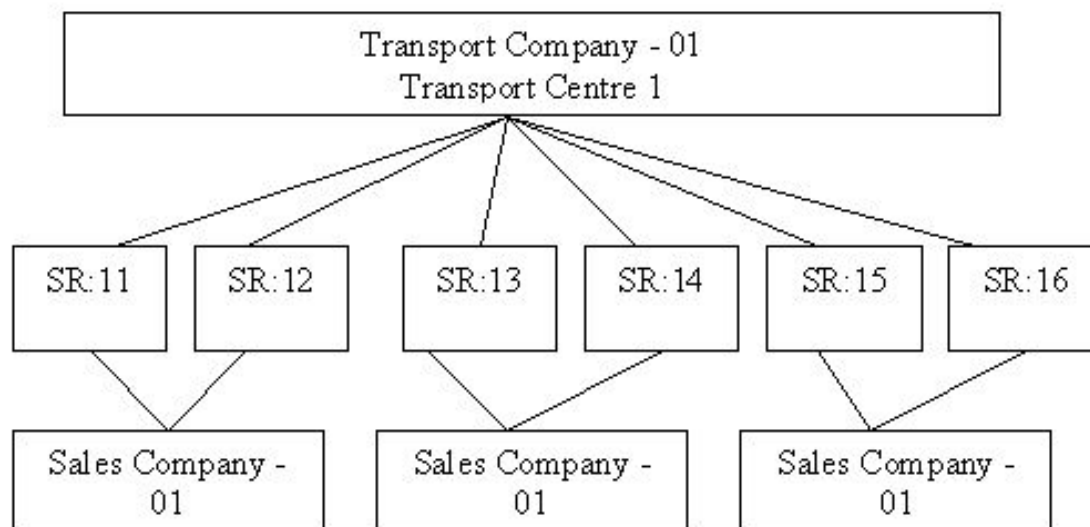 Transport Company - 01
Transport Centre 1
SR:11
SR:12
SR:13
SR:14
SR:15
SR:16
Sales Company -
01
Sales Company -
01
Sales Company -
01